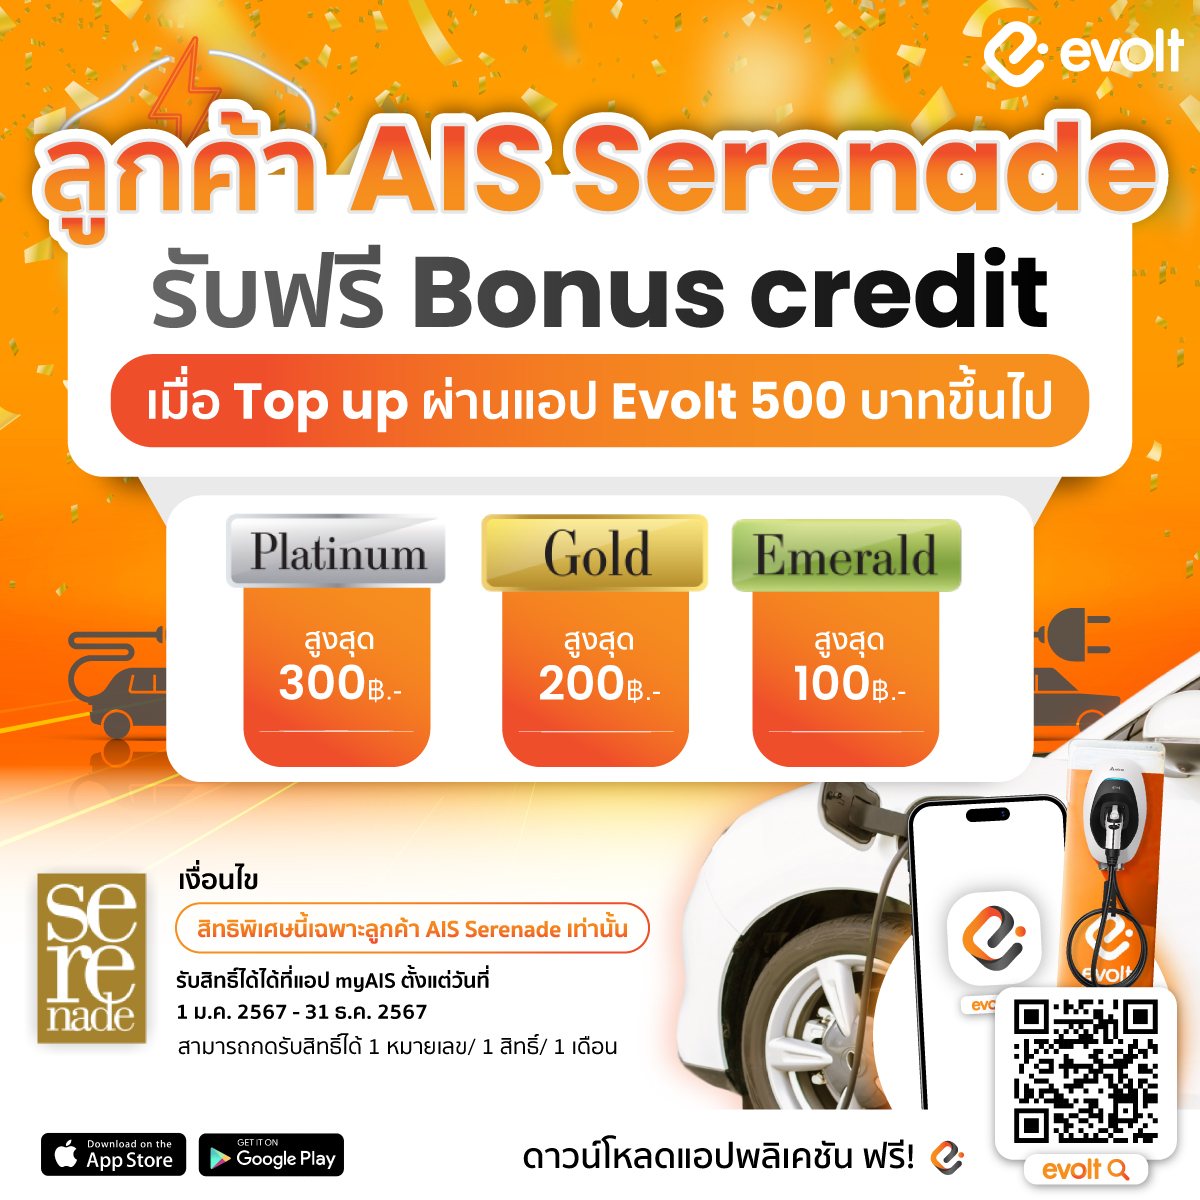 evolt
ลูกค้า AIS Serenade
รับฟรี Bonus credit
เมื่อ Top up ผ่านแอป Evolt 500 บาทขึ้นไป
Platinum
สูงสุด
300฿.-
Gold
สูงสุด
200฿.-
Emerald
สูงสุด
100฿.-
se
re
nade
เงื่อนไข
สิทธิพิเศษนี้เฉพาะลูกค้า AIS Serenade เท่านั้น
รับสิทธิ์ได้ได้ที่แอป myAIS ตั้งแต่วันที่
1 ม.ค. 2567 - 31 ธ.ค. 2567
สามารถกดรับสิทธิ์ได้ 1 หมายเลข/ 1 สิทธิ์/ 1 เดือน
evolt
Download on the
App Store
GET IT ON
Google Play
ดาวน์โหลดแอปพลิเคชัน ฟรี!
evolt